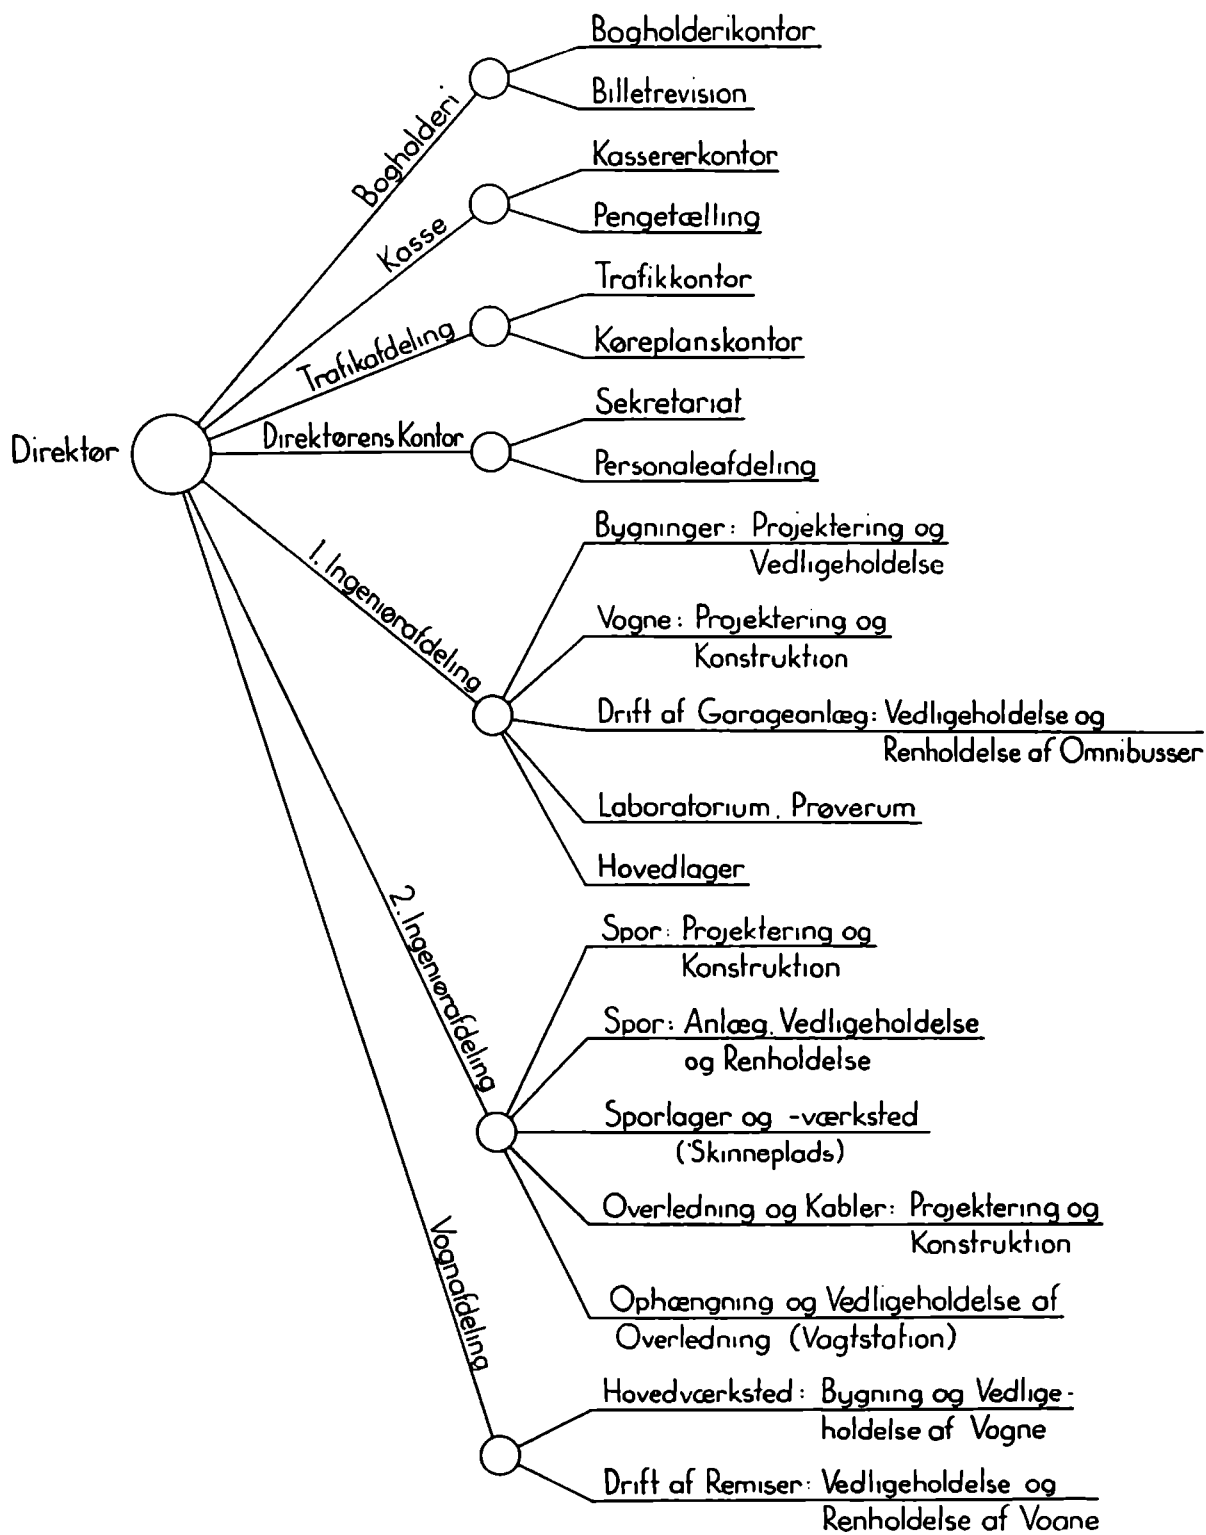 Bogholderikontor
Billetrevision
Bogholderi
Kassererkontor
Pengetælling
Kasse
Trafikkontor
Køreplanskontor
Trafikafdeling
Sekretariat
Personaleafdeling
Direktørens Kontor
Direktør
Bygninger: Projektering og
Vedligeholdelse
Vogne: Projektering og
Konstruktion
Drift af Garageanlæg: Vedligeholdelse og
Renholdelse af Omnibusser
Laboratorium. Prøverum
Hovedlager
1. Ingeniørafdeling
Spor: Projektering og
Konstruktion
Spor: Anlæg, Vedligeholdelse
og Renholdelse
Sporlager og -værksted
(Skinneplads)
Overledning og Kabler: Projektering og
Konstruktion
Ophængning og Vedligeholdelse af
Overledning (Vagtstation)
2. Ingeniørafdeling
Hovedværksted: Bygning og Vedlige-
holdelse af Vogne
Drift af Remiser: Vedligeholdelse og
Renholdelse af Vogne
Vognafdeling